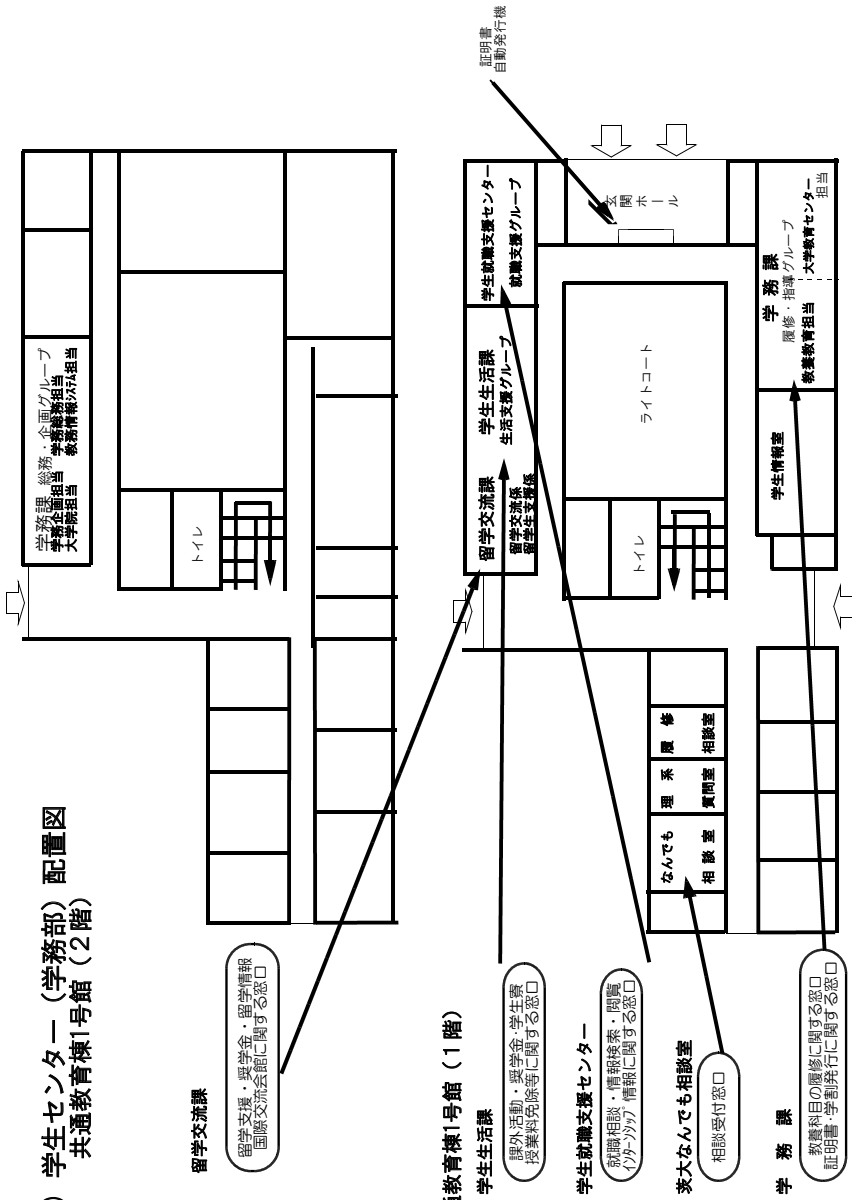 ) 学生センター（学務部）配置図
共通教育棟1号館（２階）
学務課 総務・企画グループ
学務企画担当 学務総務担当
大学院担当 教務情報ｼｽﾃﾑ担当
トイレ
留学交流課
留学支援・奨学金・留学情報
国際交流会館に関する窓口
通教育棟1号館（１階）
証明書
自動発行機
学生就職支援センター
就職支援グループ
学生生活課
生活支援グループ
留学交流課
留学交流係
留学生支援係
玄関ホール
ライトコート
トイレ
学務課
履修・指導グループ
大学教育センター
担当
教養教育担当
学生情報室
履修
相談室
理系
質問室
なんでも
相談室
学生生活課
課外活動・奨学金・学生寮
授業料免除等に関する窓口
学生就職支援センター
就職相談・情報検索・閲覧
ｲﾝﾀｰﾝｼｯﾌﾟ情報に関する窓口
茨大なんでも相談室
相談受付窓口
学務課
教養科目の履修に関する窓口
証明書・学割発行に関する窓口